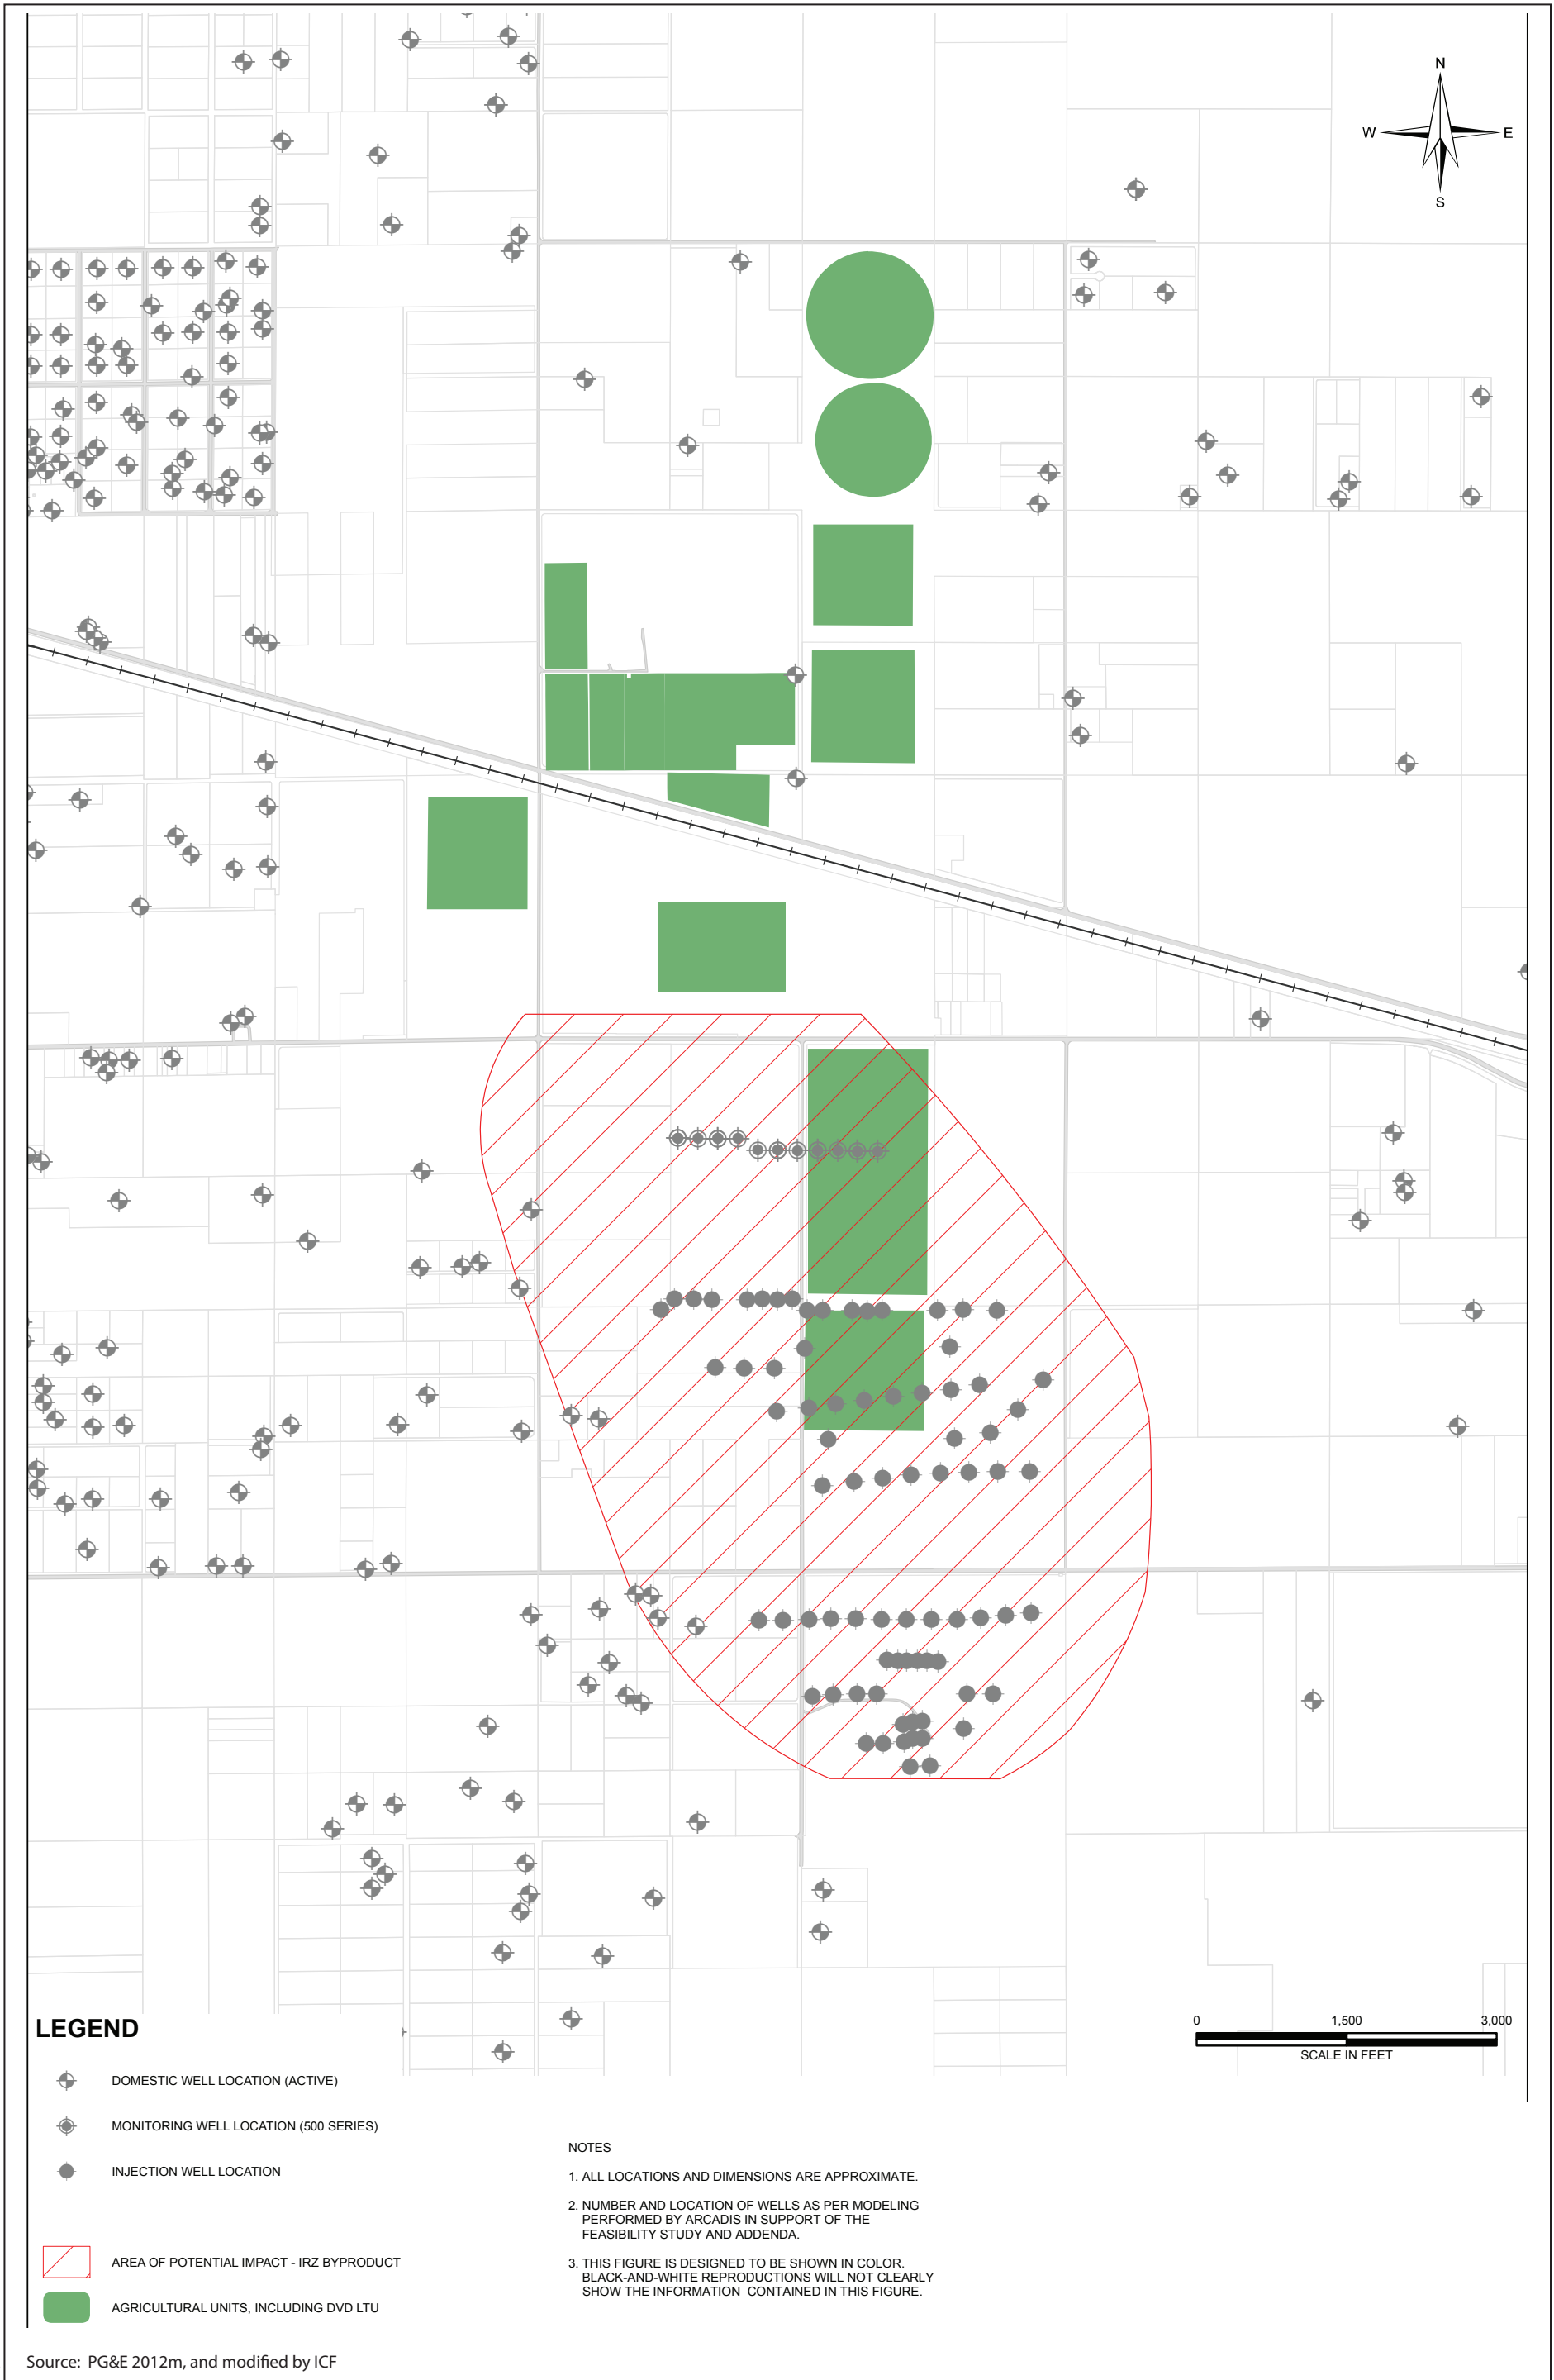 N
W E
S
LEGEND
0 1,500 3,000
SCALE IN FEET
DOMESTIC WELL LOCATION (ACTIVE)
MONITORING WELL LOCATION (500 SERIES)
INJECTION WELL LOCATION
AREA OF POTENTIAL IMPACT - IRZ BYPRODUCT
AGRICULTURAL UNITS, INCLUDING DVD LTU
NOTES
1. ALL LOCATIONS AND DIMENSIONS ARE APPROXIMATE.
2. NUMBER AND LOCATION OF WELLS AS PER MODELING
PERFORMED BY ARCADIS IN SUPPORT OF THE
FEASIBILITY STUDY AND ADDENDA.
3. THIS FIGURE IS DESIGNED TO BE SHOWN IN COLOR.
BLACK-AND-WHITE REPRODUCTIONS WILL NOT CLEARLY
SHOW THE INFORMATION CONTAINED IN THIS FIGURE.
Source: PG&E 2012m, and modified by ICF